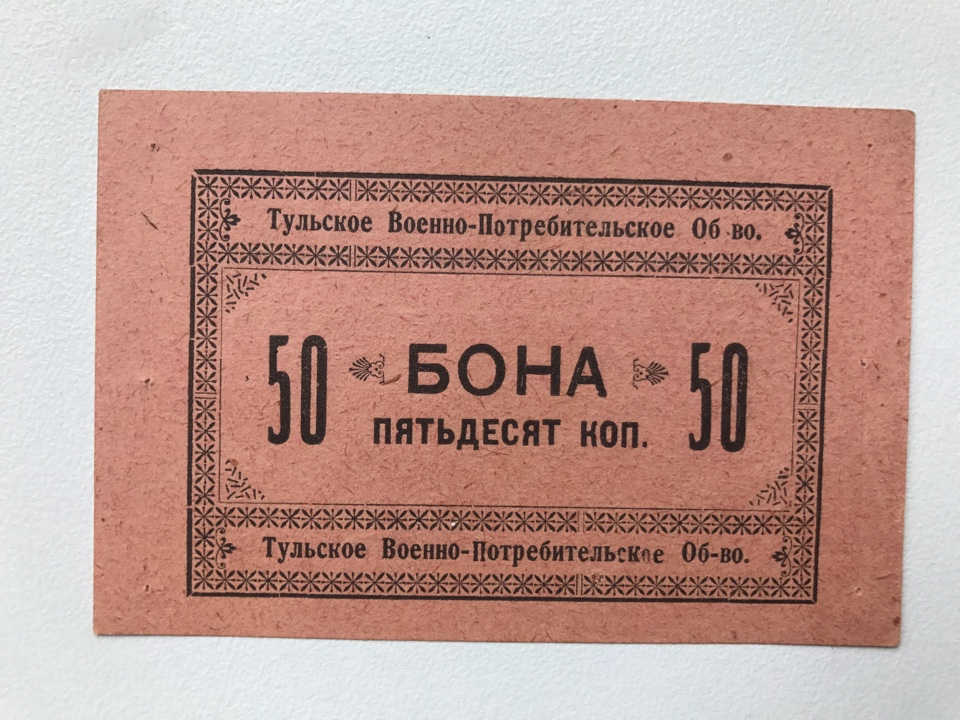 Тульское Военно-Потребительское Об-во.
50 БОНА 50
ПЯТЬДЕСЯТ КОП.
Тульское Военно-Потребительское Об-во.